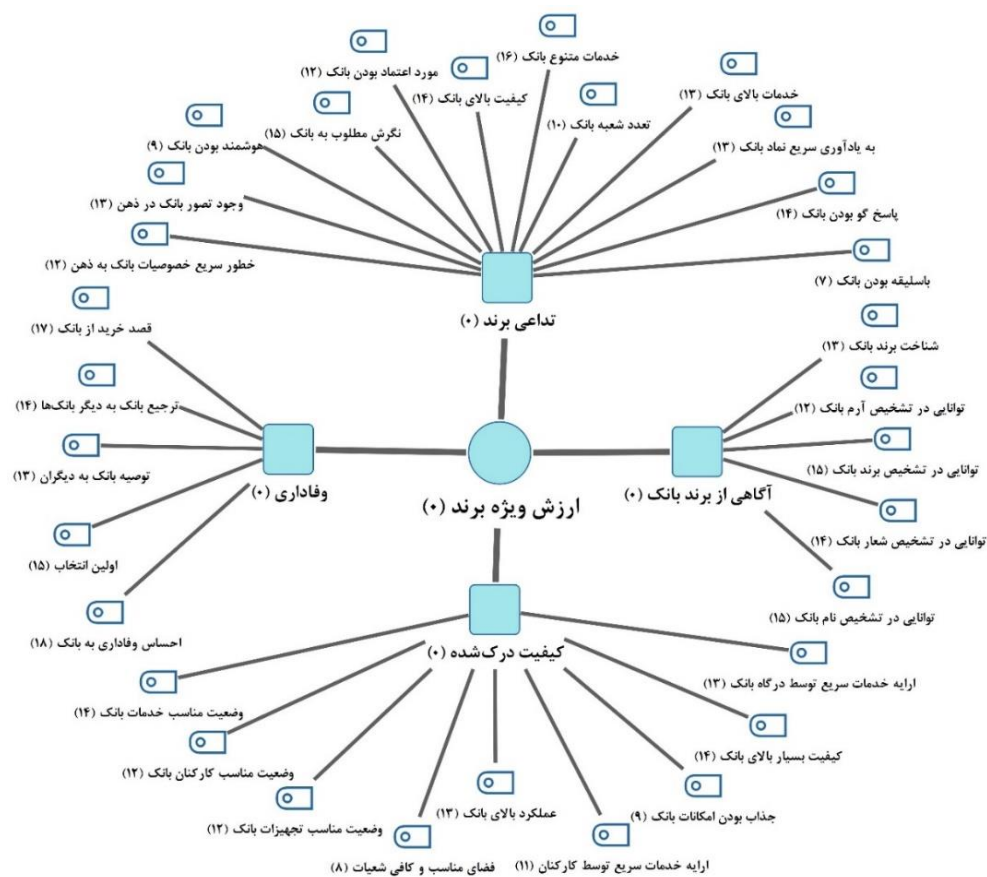 خدمات متنوع بانک (۱۶)
مورد اعتماد بودن بانک (۱۲)
کیفیت بالای بانک (۱۴)
خدمات بالای بانک (۱۳)
نگرش مطلوب به بانک (۱۵)
تعدد شعبه بانک (۱۰)
هوشمند بودن بانک (۹)
به یادآوری سریع نماد بانک (۱۳)
وجود تصور بانک در ذهن (۱۳)
پاسخ گو بودن بانک (۱۴)
خطور سریع خصوصیات بانک به ذهن (۱۲)
باسلیقه بودن بانک (۷)
تداعی برند (۰)
قصد خرید از بانک (۱۷)
شناخت برند بانک (۱۳)
ترجیع بانک به دیگر بانک‌ها (۱۴)
توانایی در تشخیص آرم بانک (۱۲)
توصیه بانک به دیگران (۱۳)
توانایی در تشخیص برند بانک (۱۵)
وفاداری (۰)
ارزش ویژه برند (۰)
آگاهی از برند بانک (۰)
توانایی در تشخیص شعار بانک (۱۴)
اولین انتخاب (۱۵)
توانایی در تشخیص نام بانک (۱۵)
احساس وفاداری به بانک (۱۸)
کیفیت درک‌شده (۰)
ارایه خدمات سریع توسط درگاه بانک (۱۳)
وضعیت مناسب خدمات بانک (۱۴)
کیفیت بسیار بالای بانک (۱۴)
وضعیت مناسب کارکنان بانک (۱۲)
جذاب بودن امکانات بانک (۹)
عملکرد بالای بانک (۱۳)
وضعیت مناسب تجهیزات بانک (۱۲)
ارایه خدمات سریع توسط کارکنان (۱۱)
فضای مناسب و کافی شعبات (۸)